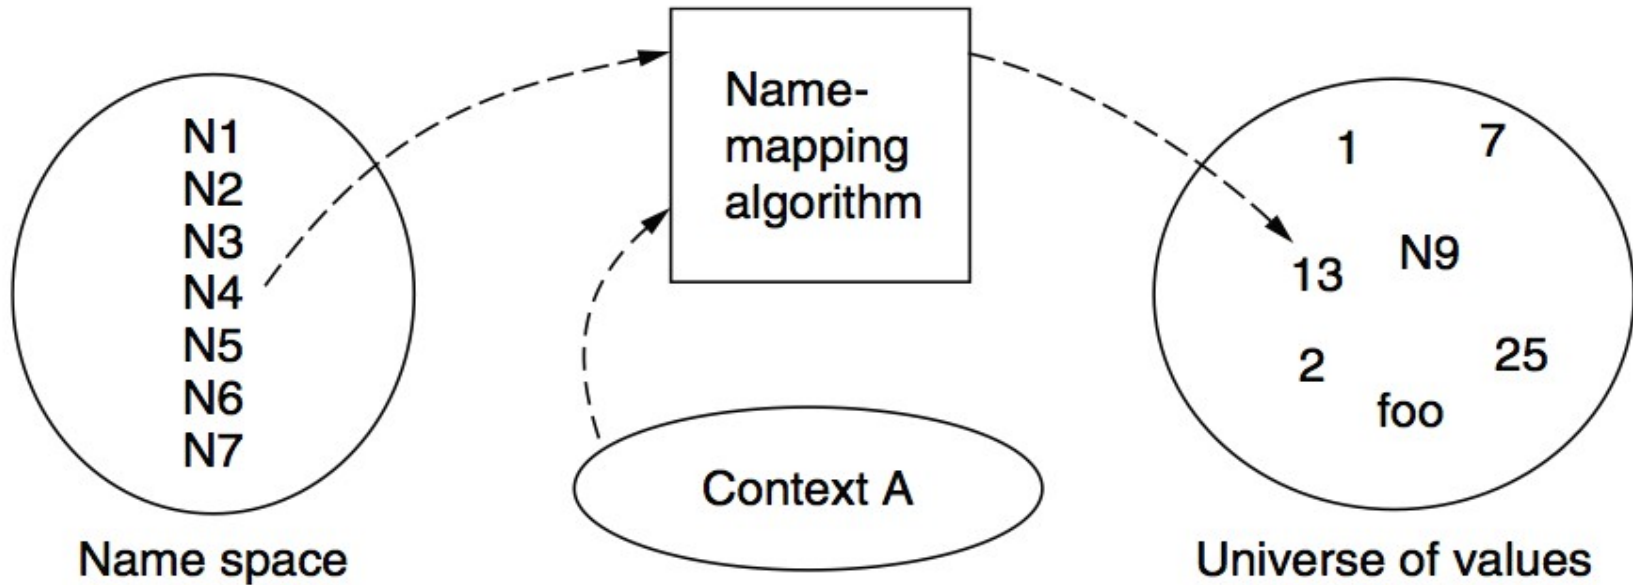 N1
N2
N3
N4
N5
N6
N7
Name space
Name-
mapping
algorithm
Context A
1 7
13 N9
2 25
foo
Universe of values